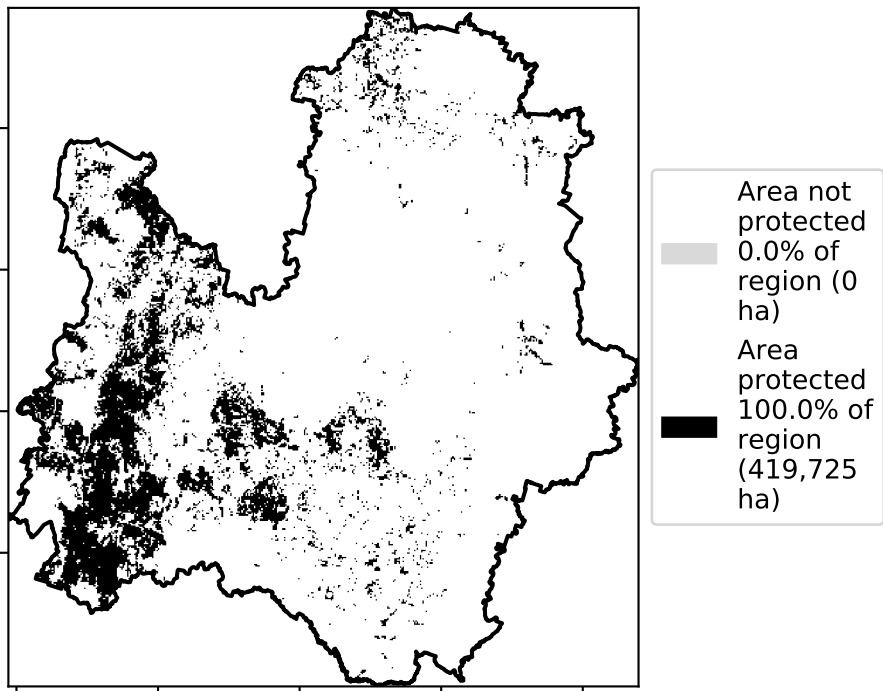 Area not
protected
0.0% of
region (0
ha)
Area
protected
100.0% of
region
(419,725
ha)